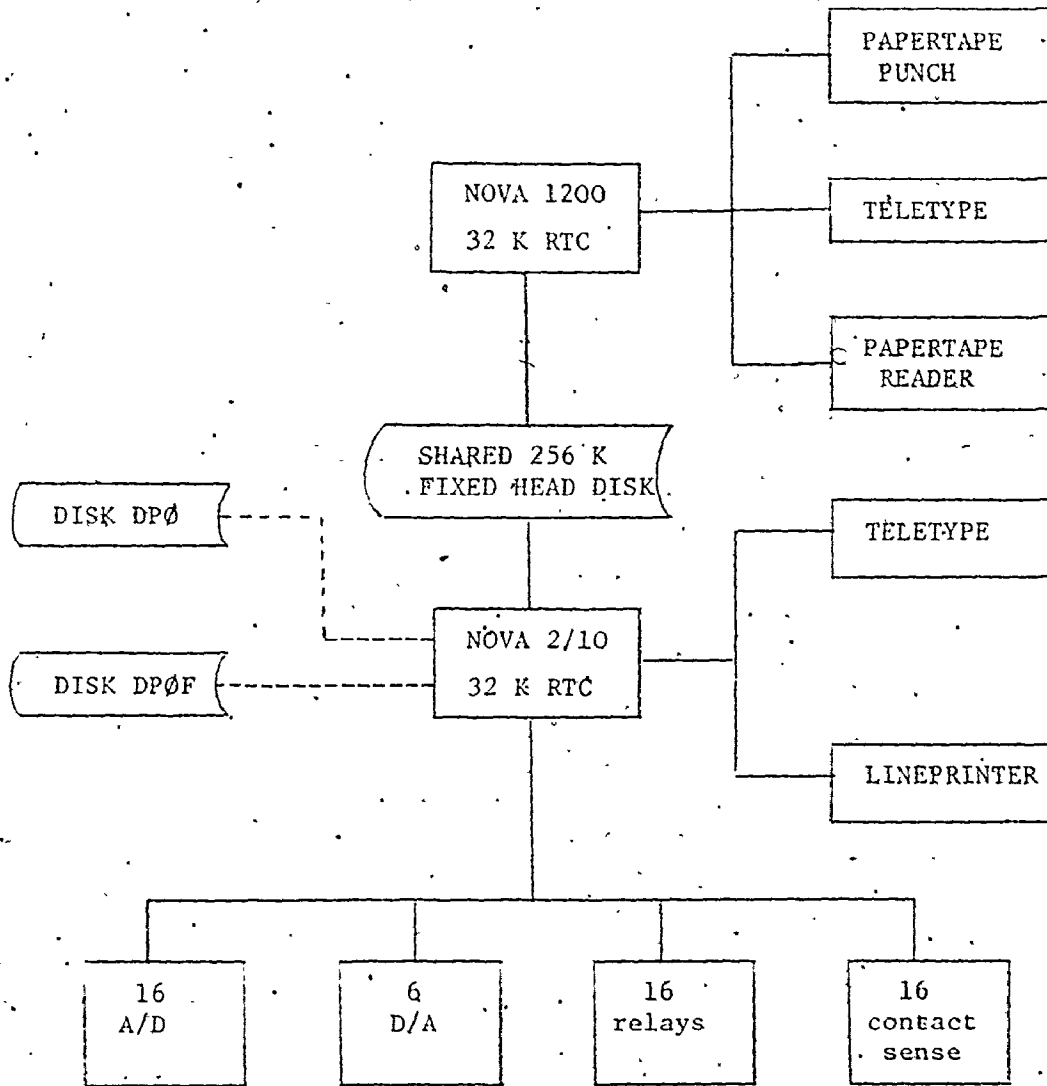 PAPERTAPE
PUNCH
NOVA 1200
32 K RTC
TELETYPE
PAPERTAPE
READER
SHARED 256 K
FIXED HEAD DISK
DISK DPØ
TELETYPE
NOVA 2/10
32 K RTC
DISK DPØF
LINEPRINTER
16
A/D
6
D/A
16
relays
16
contact
sense